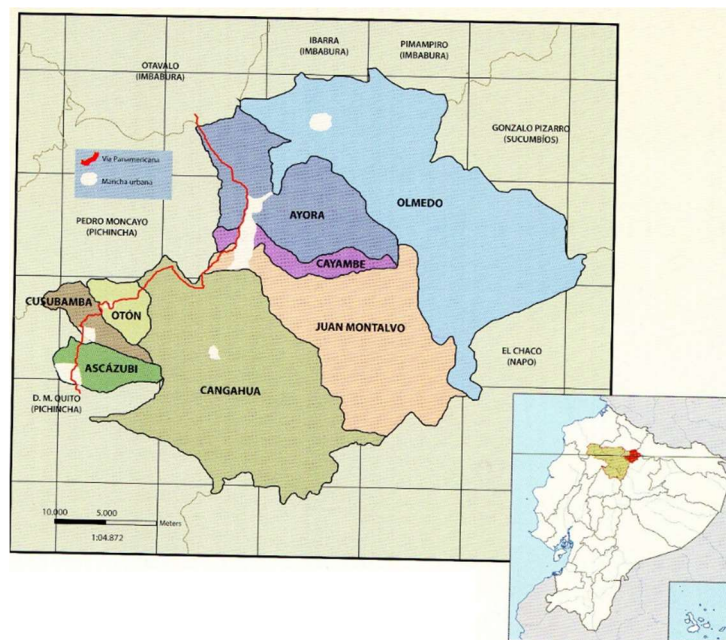 IBARRA
(IMBABURA)
PIMAMPIRO
(IMBABURA)
OTAVALO
(IMBABURA)
GONZALO PIZARRO
(SUCUMBÍOS)
Vía Panamericana
Mancha urbana
PEDRO MONCAYO
(PICHINCHA)
OLMEDO
AYORA
CAYAMBE
CUSUBAMBA
OTÓN
JUAN MONTALVO
EL CHACO
(NAPO)
ASCÁZUBI
CANGAHUA
D. M. QUITO
(PICHINCHA)
10.000 5.000
Meters
1:04.872